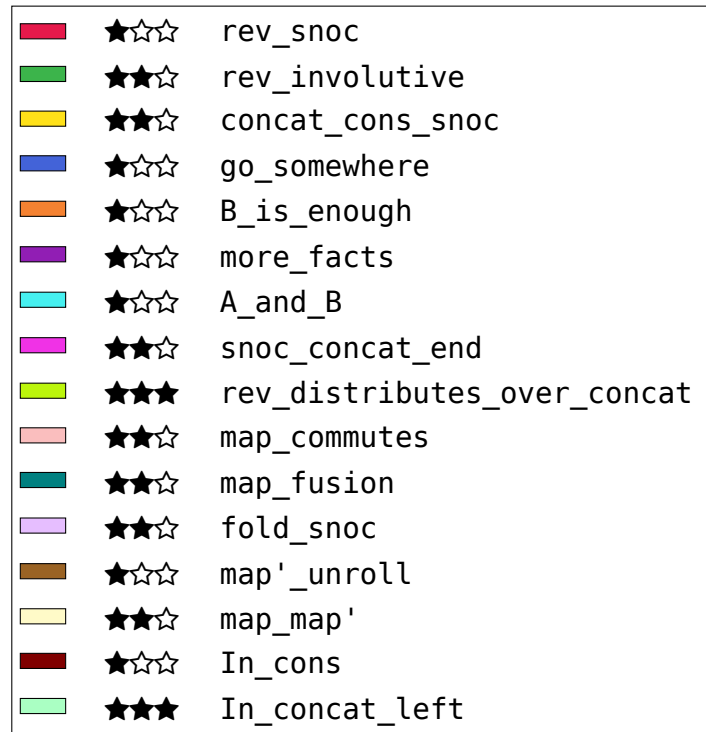 ★☆☆ rev_snoc
★★☆ rev_involutive
★★☆ concat_cons_snoc
★☆☆ go_somewhere
★☆☆ B_is_enough
★☆☆ more_facts
★☆☆ A_and_B
★★☆ snoc_concat_end
★★★ rev_distributes_over_concat
★★☆ map_commutes
★★☆ map_fusion
★★☆ fold_snoc
★☆☆ map'_unroll
★★☆ map_map'
★☆☆ In_cons
★★★ In_concat_left